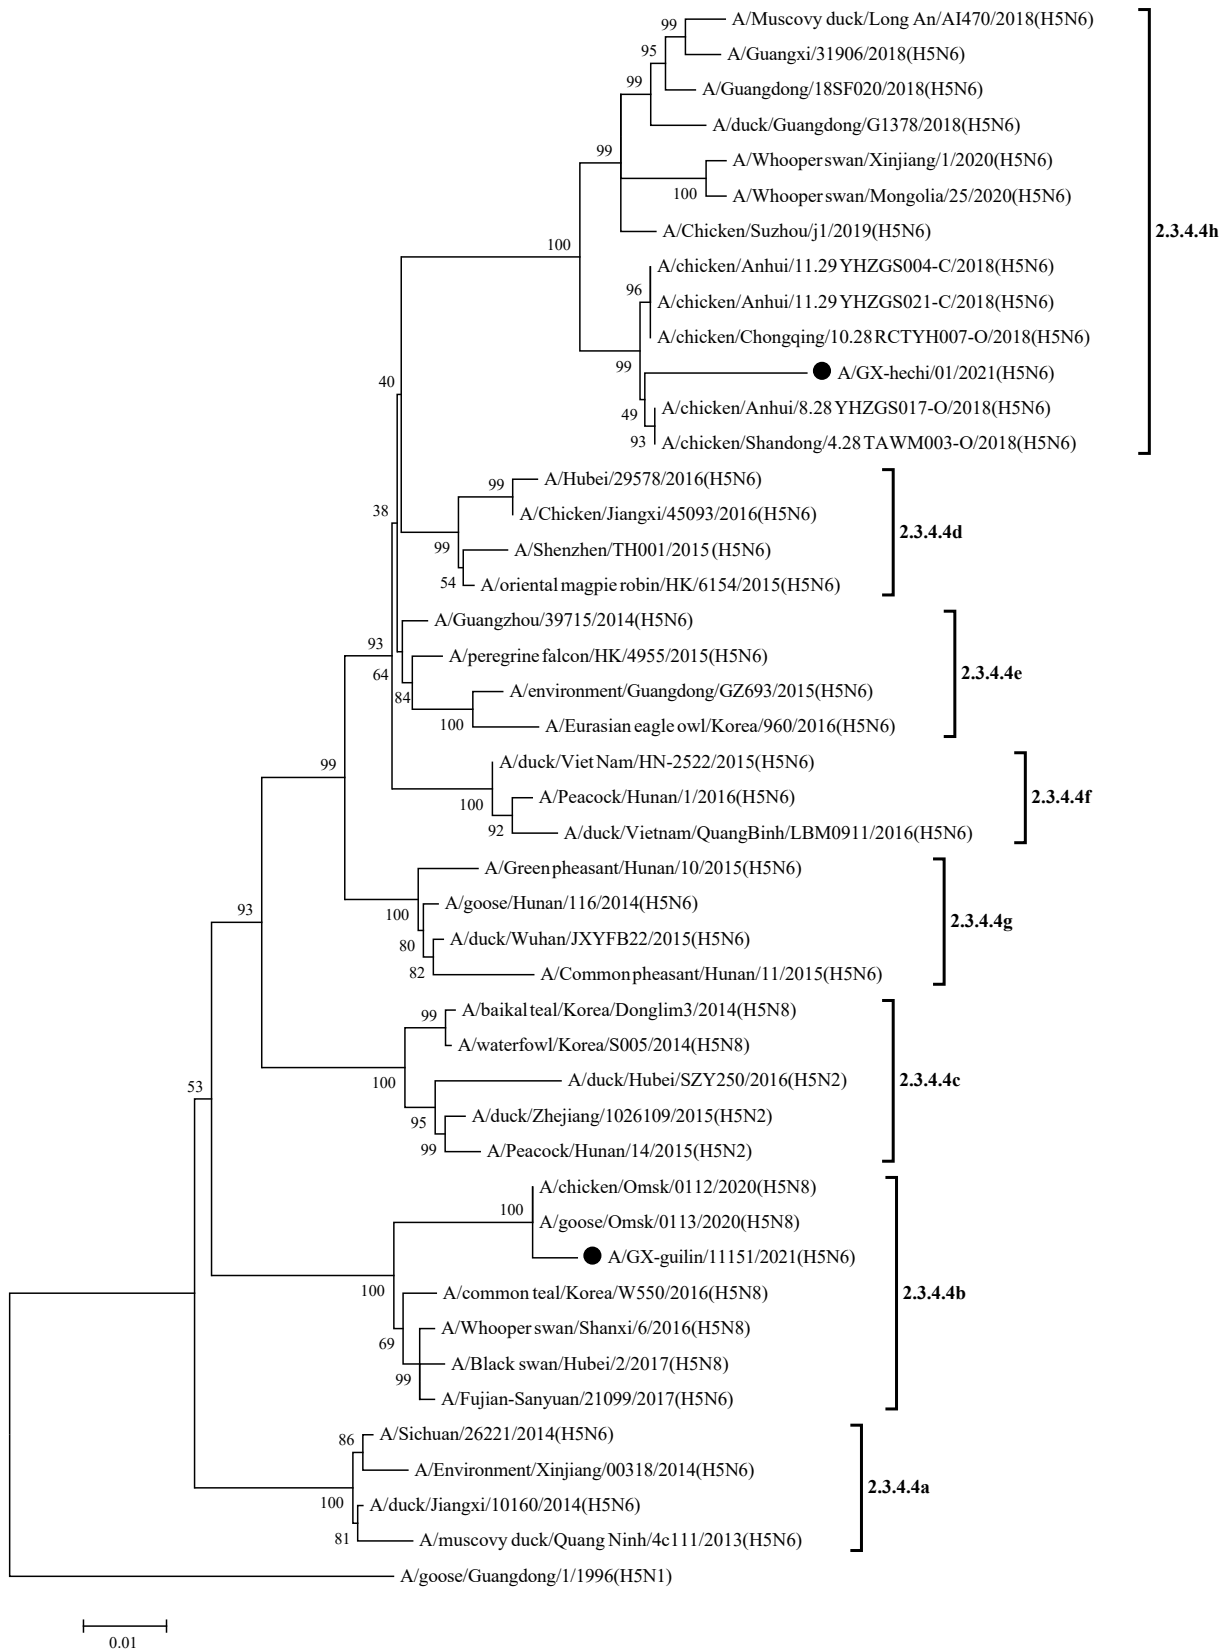 A/Muscovy duck/Long An/AI470/2018(H5N6)
99
A/Guangxi/31906/2018(H5N6)
95
A/Guangdong/18SF020/2018(H5N6)
99
A/duck/Guangdong/G1378/2018(H5N6)
99
A/Whooper swan/Xinjiang/1/2020(H5N6)
100
A/Whooper swan/Mongolia/25/2020(H5N6)
A/Chicken/Suzhou/j1/2019(H5N6)
2.3.4.4h
100
A/chicken/Anhui/11.29 YHZGS004-C/2018(H5N6)
96
A/chicken/Anhui/11.29 YHZGS021-C/2018(H5N6)
A/chicken/Chongqing/10.28 RCTYH007-O/2018(H5N6)
99
A/GX-hechi/01/2021(H5N6)
40
A/chicken/Anhui/8.28 YHZGS017-O/2018(H5N6)
49
93
A/chicken/Shandong/4.28 TAWM003-O/2018(H5N6)
A/Hubei/29578/2016(H5N6)
99
38
A/Chicken/Jiangxi/45093/2016(H5N6)
2.3.4.4d
99
A/Shenzhen/TH001/2015 (H5N6)
54
A/oriental magpie robin/HK/6154/2015(H5N6)
A/Guangzhou/39715/2014(H5N6)
93
64
A/peregrine falcon/HK/4955/2015(H5N6)
2.3.4.4e
84
A/environment/Guangdong/GZ693/2015(H5N6)
100
A/Eurasian eagle owl/Korea/960/2016(H5N6)
99
A/duck/Viet Nam/HN-2522/2015(H5N6)
100
A/Peacock/Hunan/1/2016(H5N6)
2.3.4.4f
92
A/duck/Vietnam/QuangBinh/LBM0911/2016(H5N6)
A/Green pheasant/Hunan/10/2015(H5N6)
93
100
A/goose/Hunan/116/2014(H5N6)
2.3.4.4g
80
A/duck/Wuhan/JXYFB22/2015(H5N6)
82
A/Common pheasant/Hunan/11/2015(H5N6)
A/baikal teal/Korea/Donglim3/2014(H5N8)
99
A/waterfowl/Korea/S005/2014(H5N8)
53
100
A/duck/Hubei/SZY250/2016(H5N2)
2.3.4.4c
95
A/duck/Zhejiang/1026109/2015(H5N2)
99
A/Peacock/Hunan/14/2015(H5N2)
A/chicken/Omsk/0112/2020(H5N8)
100
A/goose/Omsk/0113/2020(H5N8)
A/GX-guilin/11151/2021(H5N6)
100
A/common teal/Korea/W550/2016(H5N8)
2.3.4.4b
A/Whooper swan/Shanxi/6/2016(H5N8)
69
A/Black swan/Hubei/2/2017(H5N8)
99
A/Fujian-Sanyuan/21099/2017(H5N6)
A/Sichuan/26221/2014(H5N6)
86
A/Environment/Xinjiang/00318/2014(H5N6)
2.3.4.4a
100
A/duck/Jiangxi/10160/2014(H5N6)
81
A/muscovy duck/Quang Ninh/4c111/2013(H5N6)
A/goose/Guangdong/1/1996(H5N1)
0.01